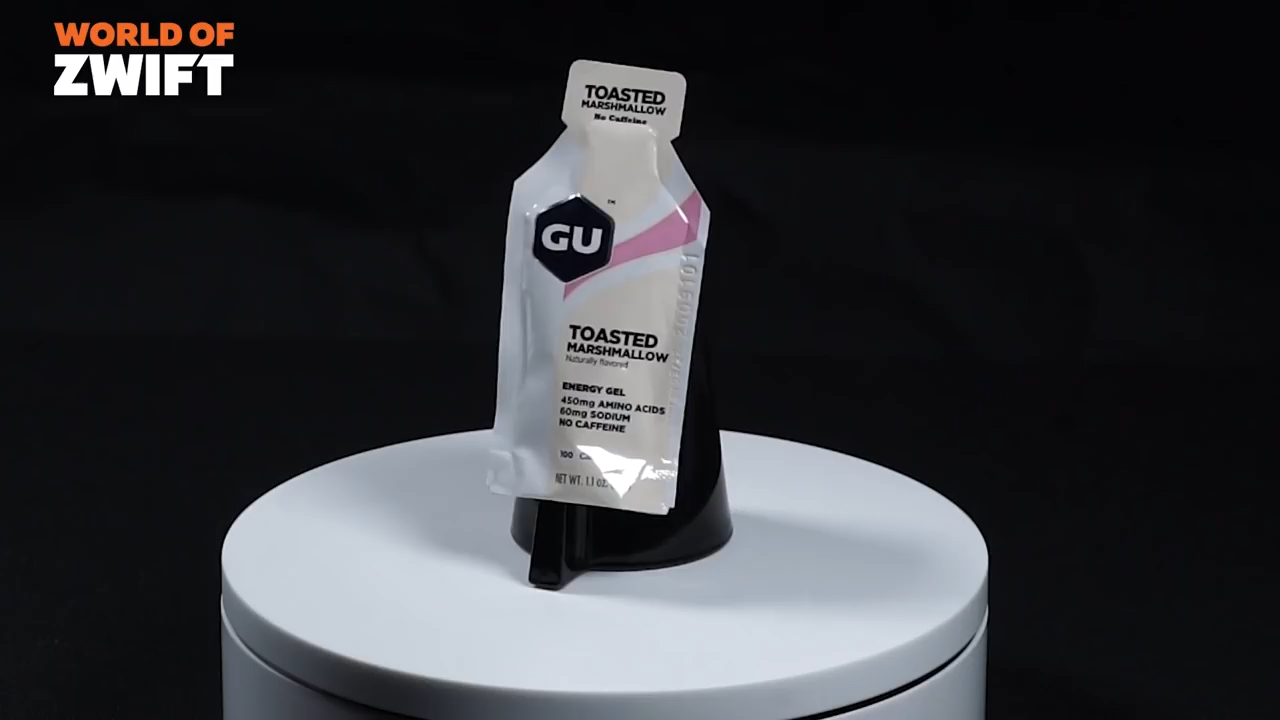 WORLD OF
ZWIFT
TOASTED
MARSHMALLOW
No Caffeine
GU
™
TOASTED
MARSHMALLOW
Naturally flavored
ENERGY GEL
450mg AMINO ACIDS
60mg SODIUM
NO CAFFEINE
100
NET WT. 1.1 oz.